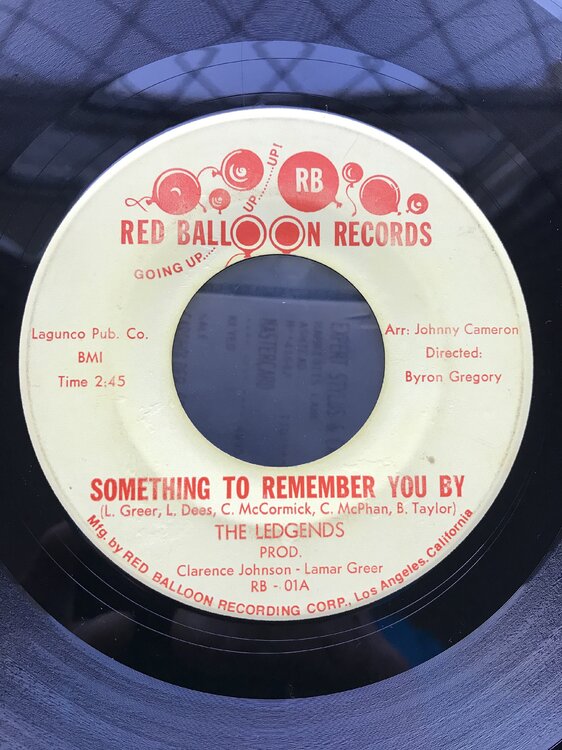 RB
RED BALLOON RECORDS
GOING UP.... UP........ UP!
Lagunco Pub. Co.
BMI
Time 2:45
Arr: Johnny Cameron
Directed:
Byron Gregory
SOMETHING TO REMEMBER YOU BY
(L. Greer, L. Dees, C. McCormick, C. McPhan, B. Taylor)
THE LEDGENDS
PROD.
Clarence Johnson - Lamar Greer
RB - 01A
Mfg. by RED BALLOON RECORDING CORP., Los Angeles, California